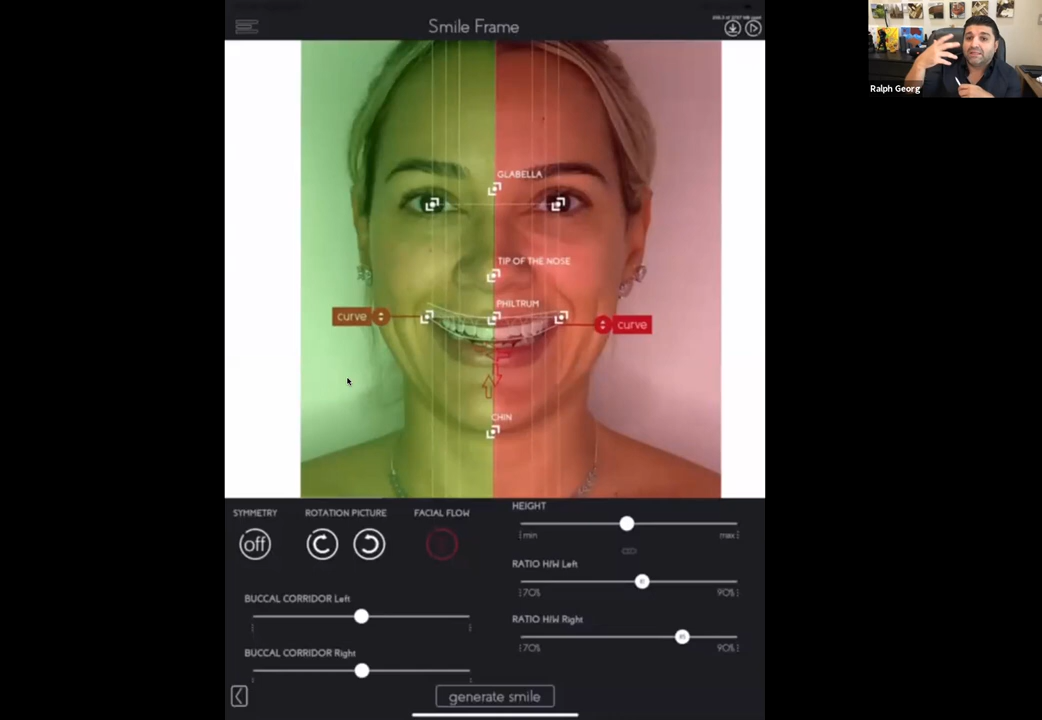 Smile Frame
Ralph Georg
GLABELLA
TIP OF THE NOSE
PHILTRUM
curve
curve
CHIN
SYMMETRY
ROTATION PICTURE
FACIAL FLOW
HEIGHT
off
min
max
RATIO H/W Left
70%
90%
BUCCAL CORRIDOR Left
RATIO H/W Right
70%
90%
BUCCAL CORRIDOR Right
generate smile